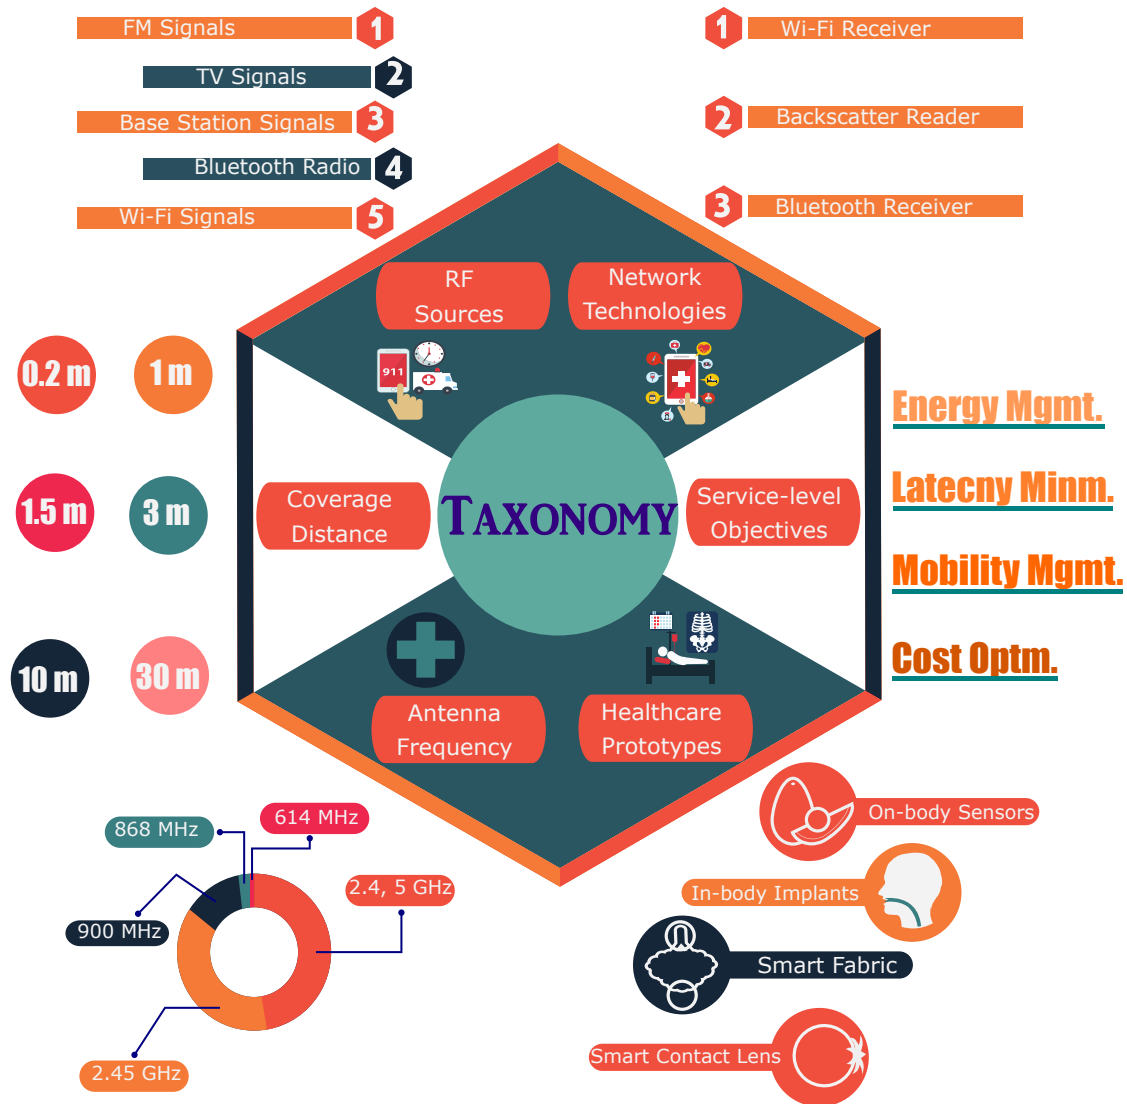 FM Signals
1
TV Signals
2
Base Station Signals
3
Bluetooth Radio
4
Wi-Fi Signals
5
1
Wi-Fi Receiver
2
Backscatter Reader
3
Bluetooth Receiver
RF
Sources
Network
Technologies
911
0.2 m
1 m
1.5 m
3 m
10 m
30 m
Coverage
Distance
TAXONOMY
Service-level
Objectives
Energy Mgmt.
Latecny Minm.
Mobility Mgmt.
Cost Optm.
Antenna
Frequency
Healthcare
Prototypes
868 MHz
614 MHz
2.4, 5 GHz
900 MHz
2.45 GHz
On-body Sensors
In-body Implants
Smart Fabric
Smart Contact Lens